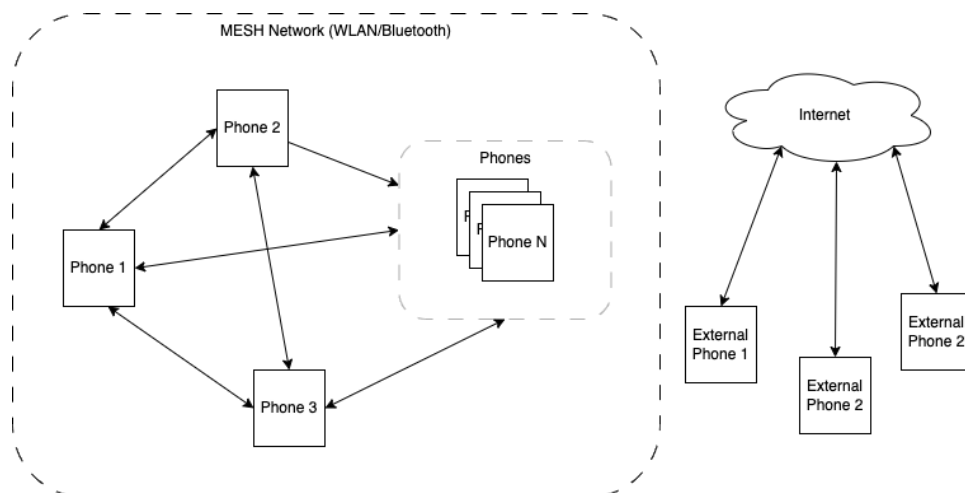 MESH Network (WLAN/Bluetooth)
Phone 2
Phones
Phone N
Phone 1
Phone 3
Internet
External
Phone 1
External
Phone 2
External
Phone 2